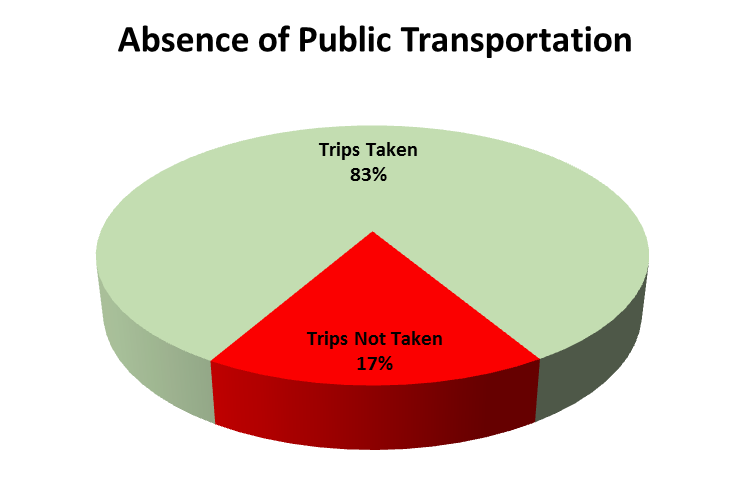 Absence of Public Transportation
Trips Taken
83%
Trips Not Taken
17%